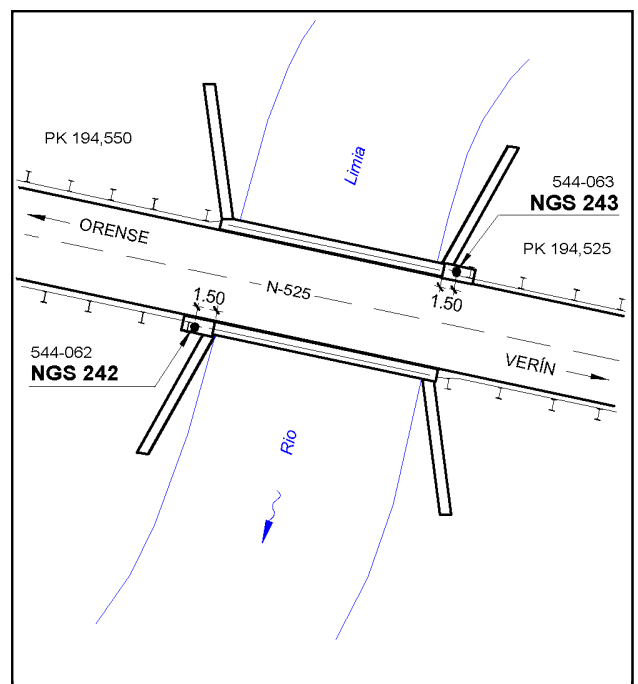 PK 194,550
Limia
544-063
NGS 243
ORENSE
PK 194,525
N-525
1.50
1.50
544-062
NGS 242
VERÍN
Rio